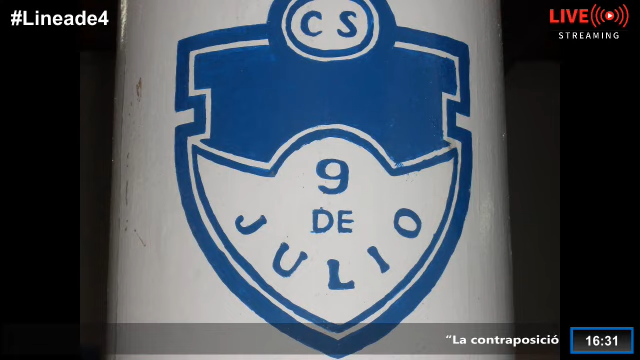 #Lineade4
LIVE
STREAMING
CS
9
DE
JULIO
“La contraposició
16:31